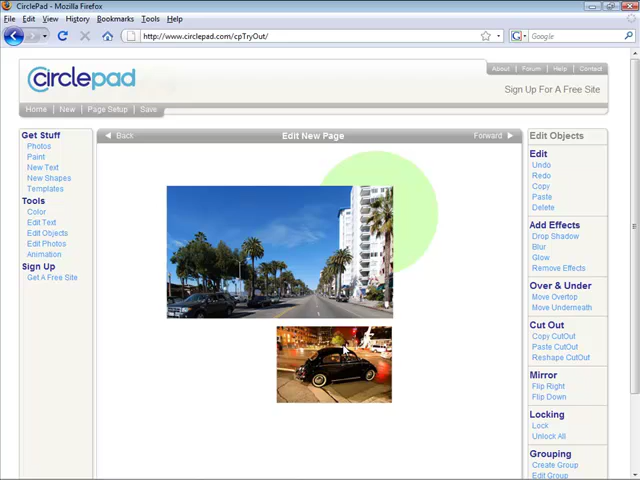 CirclePad - Mozilla Firefox
File Edit View History Bookmarks Tools Help
http://www.circlepad.com/cpTryOut/
Google
circlepad
About | Forum | Help | Contact
Sign Up For A Free Site
Home | New | Page Setup | Save
Get Stuff
Photos
Paint
New Text
New Shapes
Templates
Tools
Color
Edit Text
Edit Objects
Edit Photos
Animation
Sign Up
Get A Free Site
Back
Edit New Page
Forward
Edit Objects
Edit
Undo
Redo
Copy
Paste
Delete
Add Effects
Drop Shadow
Blur
Glow
Remove Effects
Over & Under
Move Overtop
Move Underneath
Cut Out
Copy CutOut
Paste CutOut
Reshape CutOut
Mirror
Flip Right
Flip Down
Locking
Lock
Unlock All
Grouping
Create Group
Edit Group